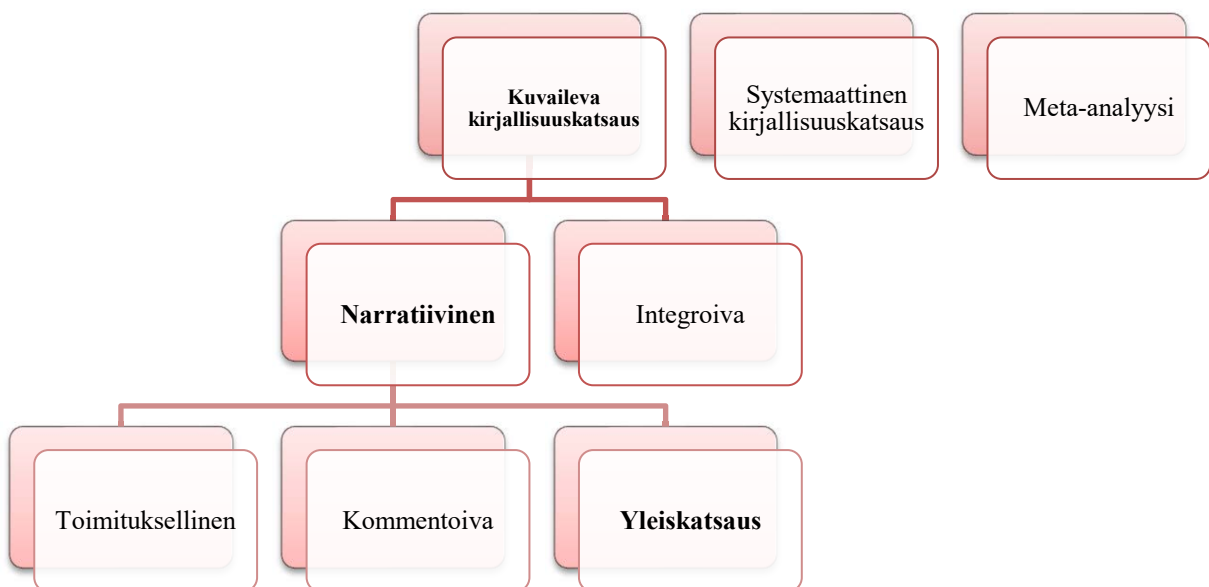 Kuvaileva
kirjallisuuskatsaus
Systemaattinen
kirjallisuuskatsaus
Meta-analyysi
Narratiivinen
Integroiva
Toimituksellinen
Kommentoiva
Yleiskatsaus